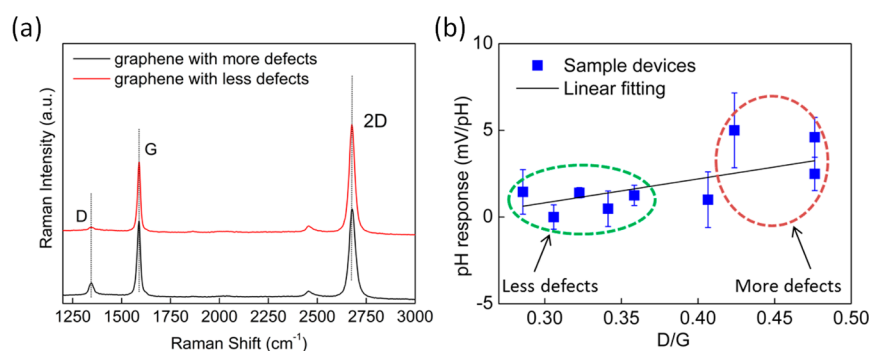 (a)
graphene with more defects
graphene with less defects
D
G
2D
Raman Intensity (a.u.)
1250 1500 1750 2000 2250 2500 2750 3000
Raman Shift (cm⁻¹)
(b)
Sample devices
Linear fitting
10
5
0
-5
pH response (mV/pH)
Less defects
More defects
0.30 0.35 0.40 0.45 0.50
D/G